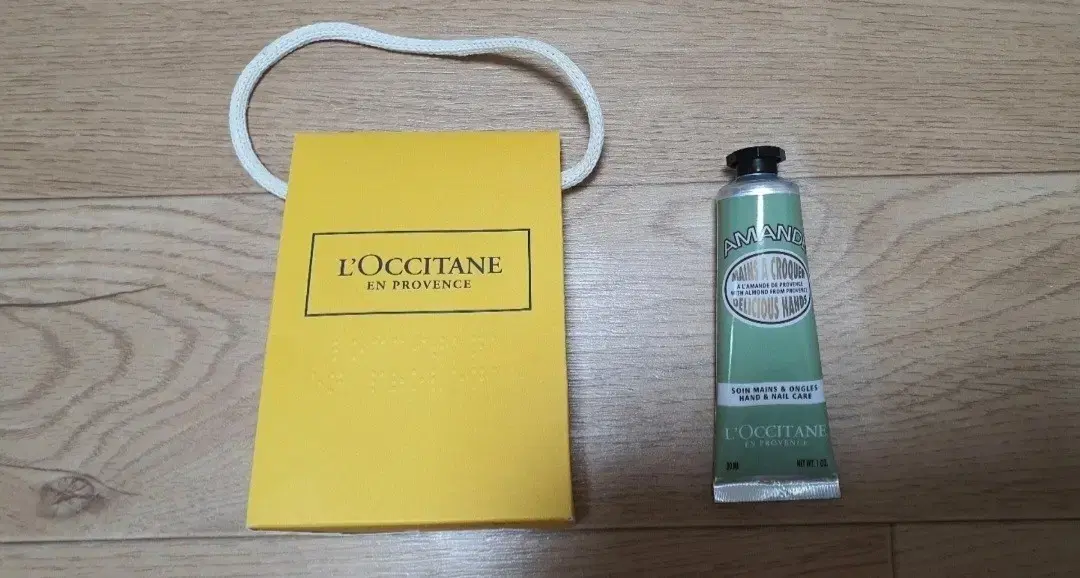 L'OCCITANE
EN PROVENCE
AMANDE
MAINS À CROQUER
À L'AMANDE DE PROVENCE
WITH ALMOND FROM PROVENCE
DELICIOUS HANDS
SOIN MAINS & ONGLES
HAND & NAIL CARE
L'OCCITANE
EN PROVENCE
30 Ml NET WT. 1 OZ.